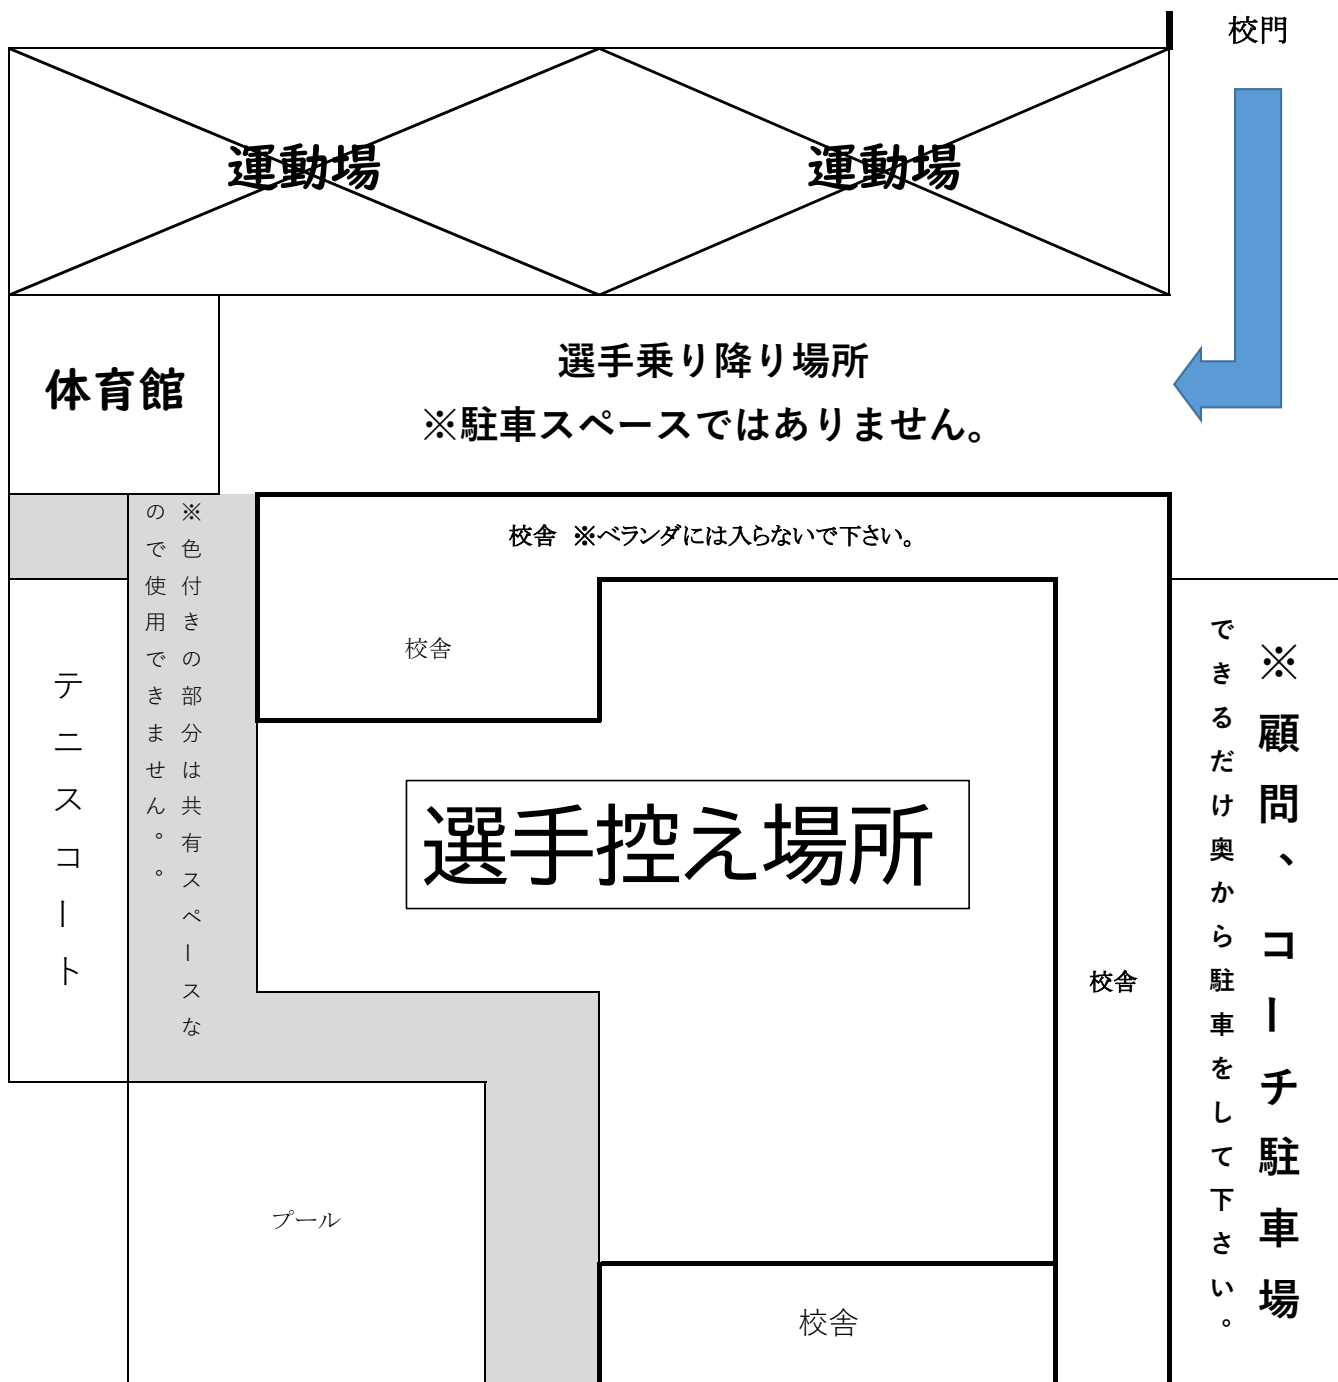 校門
運動場
運動場
体育館
選手乗り降り場所
※駐車スペースではありません。
※色付きの部分は共有スペースな
ので使用できません。。
校舎 ※ベランダには入らないで下さい。
校舎
テニスコート
選手控え場所
校舎
※顧問、コーチ駐車場
できるだけ奥から駐車をして下さい。
プール
校舎